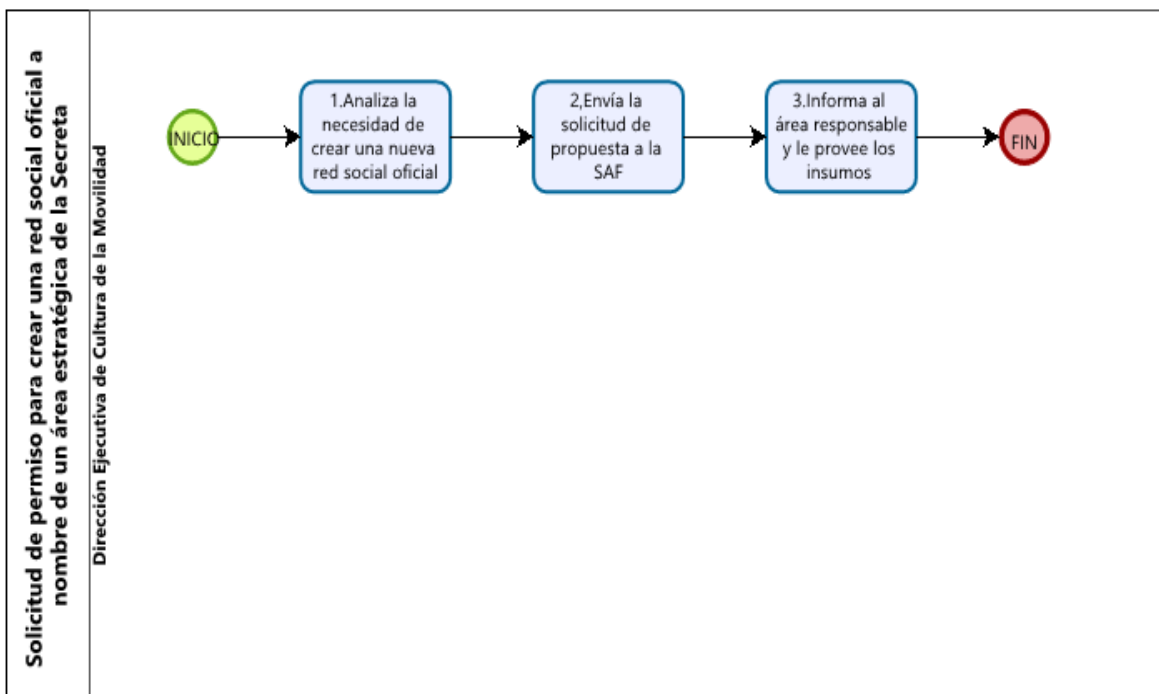 Solicitud de permiso para crear una red social oficial a
nombre de un área estratégica de la Secreta
Dirección Ejecutiva de Cultura de la Movilidad
INICIO
1.Analiza la
necesidad de
crear una nueva
red social oficial
2,Envía la
solicitud de
propuesta a la
SAF
3.Informa al
área responsable
y le provee los
insumos
FIN